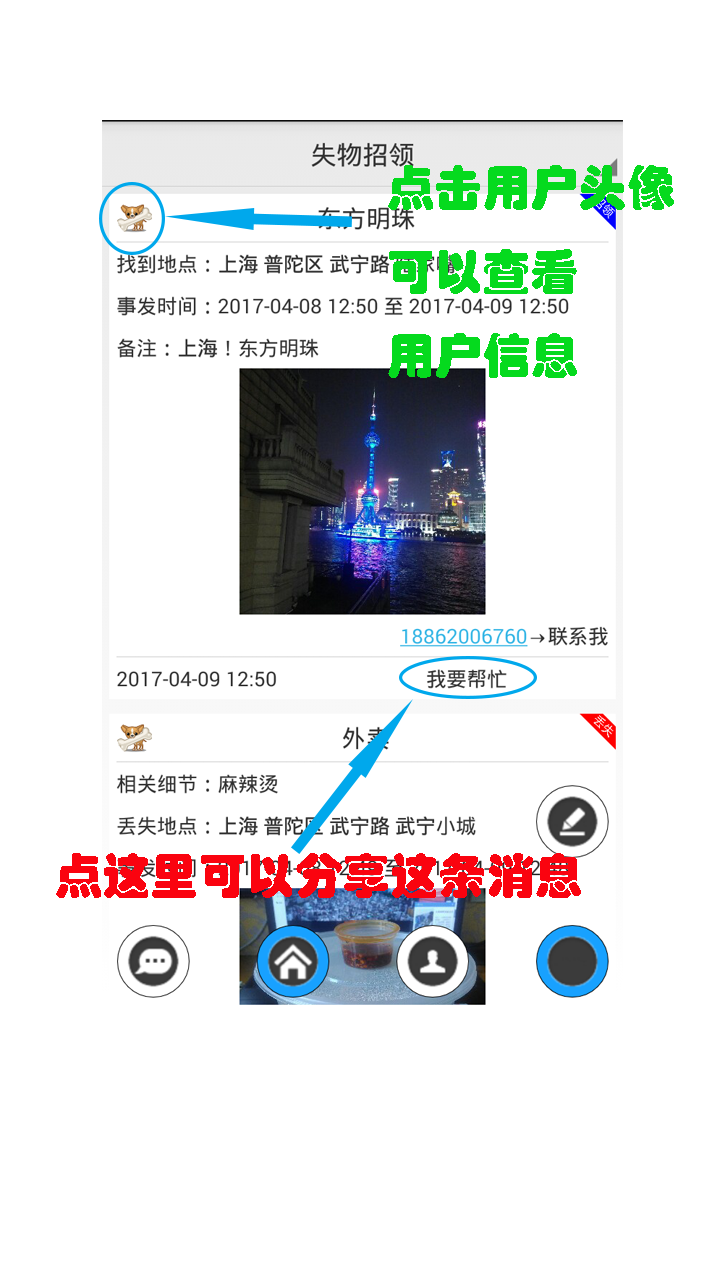 失物招领
点击用户头像
招领
东方明珠
找到地点：上海 普陀区 武宁路
可以查看
事发时间：2017-04-08 12:50 至 2017-04-09 12:50
备注：上海！东方明珠
用户信息
18862006760→联系我
2017-04-09 12:50
我要帮忙
外卖
丢失
相关细节：麻辣烫
丢失地点：上海 普陀区 武宁路 武宁小城
点这里可以分享这条消息